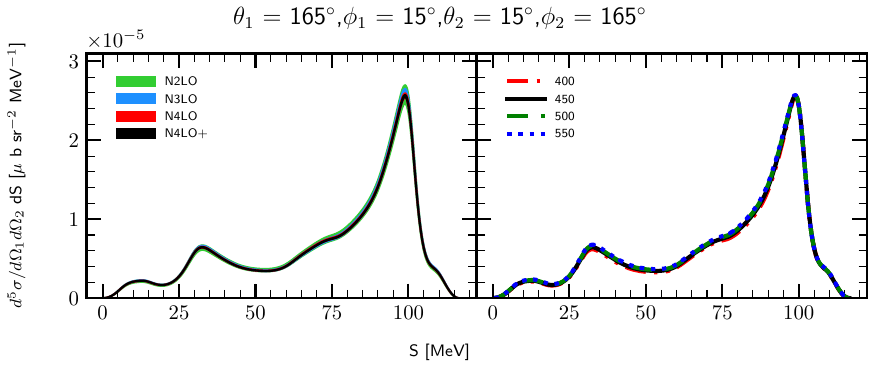 θ₁ = 165°,ϕ₁ = 15°,θ₂ = 15°,ϕ₂ = 165°
×10⁻⁵
3
2
1
0
d⁵σ/dΩ₁dΩ₂ dS [μ b sr⁻² MeV⁻¹]
N2LO
N3LO
N4LO
N4LO+
400
450
500
550
0 25 50 75 100 0 25 50 75 100
S [MeV]